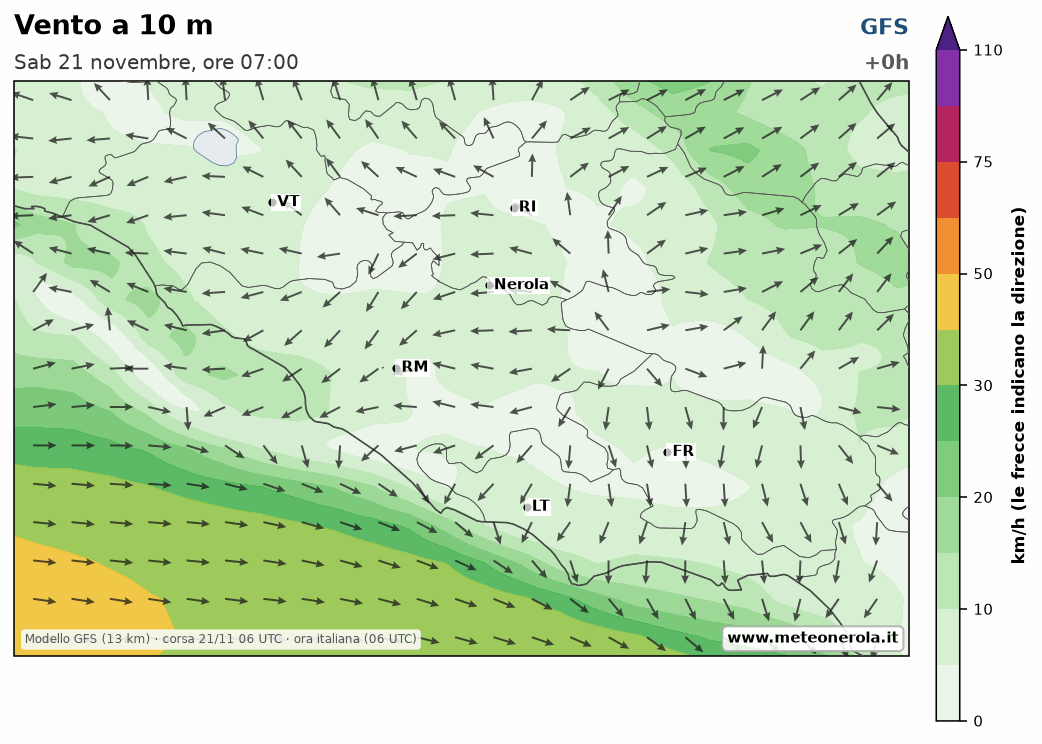 Vento a 10 m
GFS
Sab 21 novembre, ore 07:00
+0h
110
75
50
30
20
10
0
km/h (le frecce indicano la direzione)
VT
RI
Nerola
RM
FR
LT
Modello GFS (13 km) · corsa 21/11 06 UTC · ora italiana (06 UTC)
www.meteonerola.it